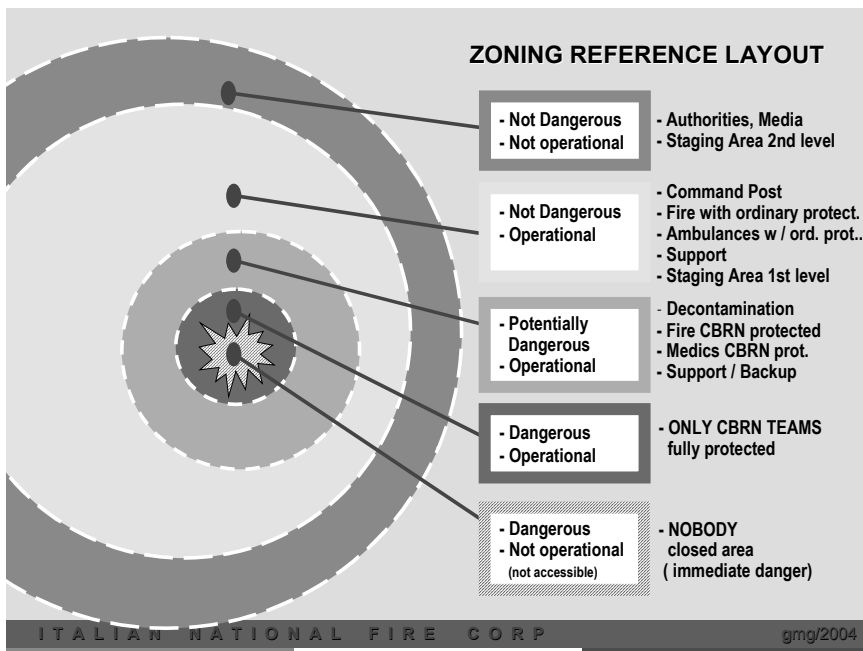 ZONING REFERENCE LAYOUT
- Not Dangerous
- Not operational
- Authorities, Media
- Staging Area 2nd level
- Not Dangerous
- Operational
- Command Post
- Fire with ordinary protect.
- Ambulances w / ord. prot..
- Support
- Staging Area 1st level
- Potentially
Dangerous
- Operational
- Decontamination
- Fire CBRN protected
- Medics CBRN prot.
- Support / Backup
- Dangerous
- Operational
- ONLY CBRN TEAMS
fully protected
- Dangerous
- Not operational
(not accessible)
- NOBODY
closed area
( immediate danger)
ITALIAN NATIONAL FIRE CORP
gmg/2004